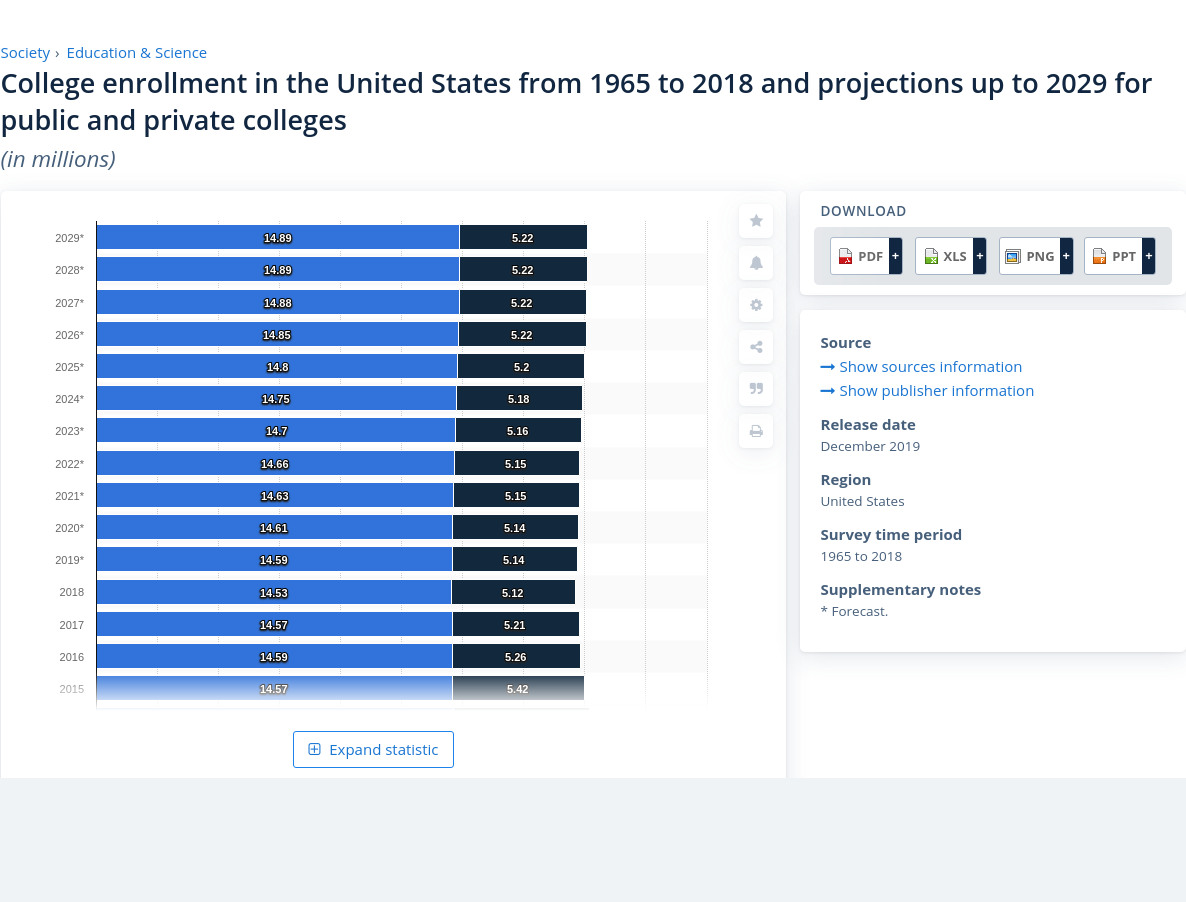 Society › Education & Science
College enrollment in the United States from 1965 to 2018 and projections up to 2029 for
public and private colleges
(in millions)
2029* 14.89 5.22
2028* 14.89 5.22
2027* 14.88 5.22
2026* 14.85 5.22
2025* 14.8 5.2
2024* 14.75 5.18
2023* 14.7 5.16
2022* 14.66 5.15
2021* 14.63 5.15
2020* 14.61 5.14
2019* 14.59 5.14
2018 14.53 5.12
2017 14.57 5.21
2016 14.59 5.26
2015 14.57 5.42
Expand statistic
DOWNLOAD
PDF + XLS + PNG + PPT +
Source
Show sources information
Show publisher information
Release date
December 2019
Region
United States
Survey time period
1965 to 2018
Supplementary notes
* Forecast.